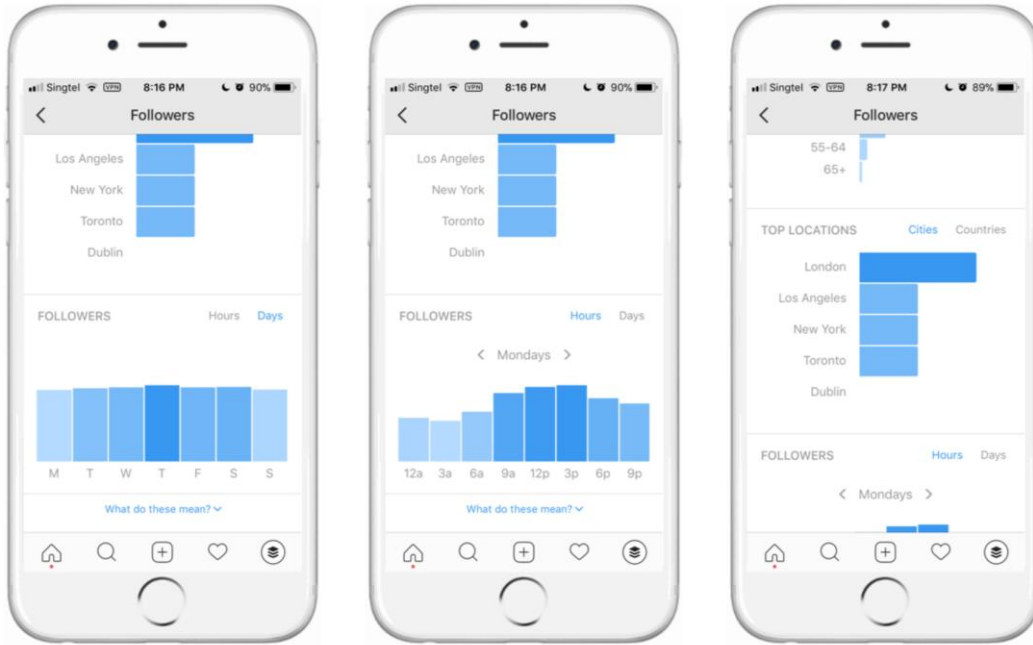 Singtel VPN 8:16 PM 90%
Followers
Los Angeles
New York
Toronto
Dublin
FOLLOWERS Hours Days
M T W T F S S
What do these mean?
Singtel VPN 8:16 PM 90%
Followers
Los Angeles
New York
Toronto
Dublin
FOLLOWERS Hours Days
Mondays
12a 3a 6a 9a 12p 3p 6p 9p
What do these mean?
Singtel VPN 8:17 PM 89%
Followers
55-64
65+
TOP LOCATIONS Cities Countries
London
Los Angeles
New York
Toronto
Dublin
FOLLOWERS Hours Days
Mondays